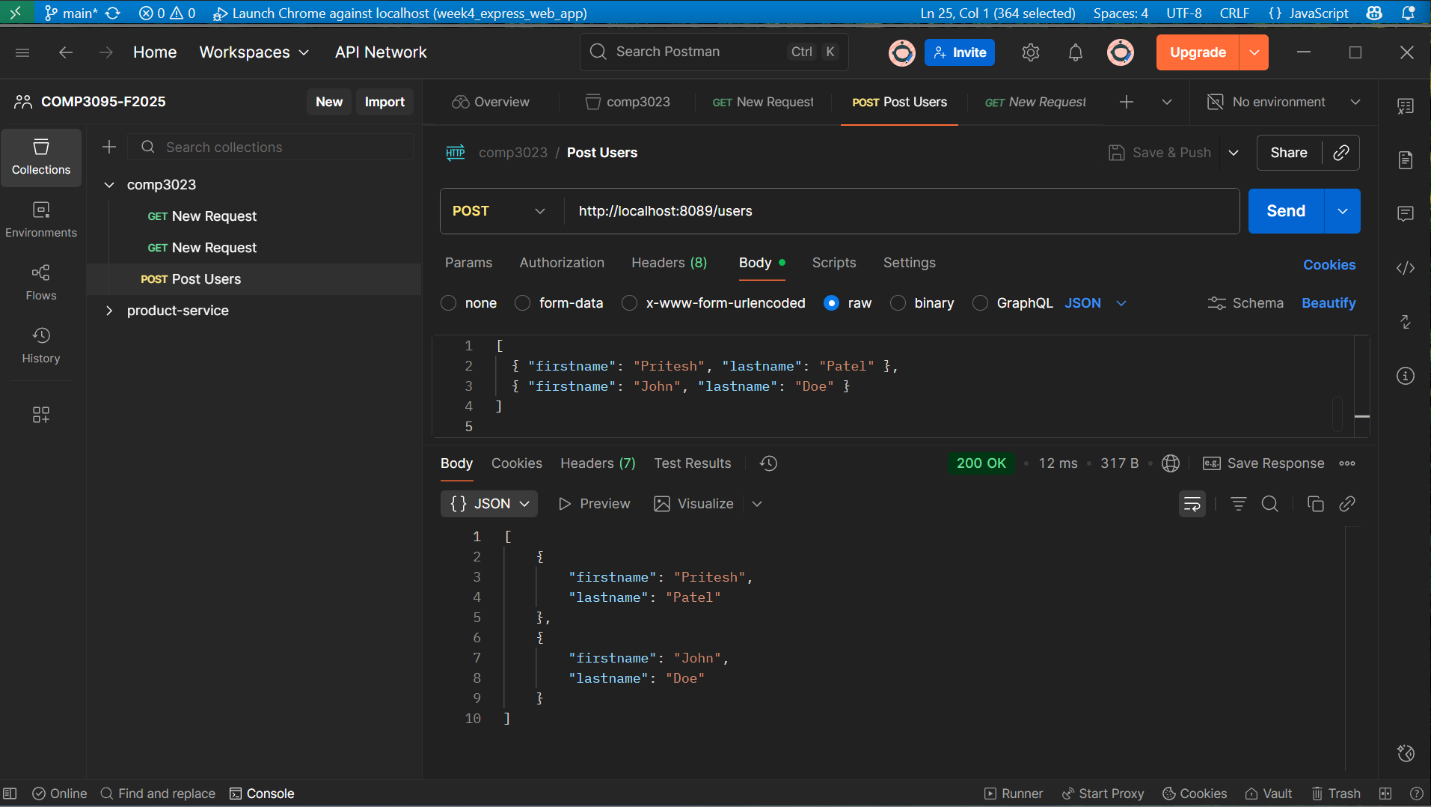 main* 0 0 Launch Chrome against localhost (week4_express_web_app) Ln 25, Col 1 (364 selected) Spaces: 4 UTF-8 CRLF {} JavaScript
Home Workspaces API Network Search Postman Ctrl K Invite Upgrade
COMP3095-F2025 New Import
Overview comp3023 GET New Request POST Post Users GET New Request No environment
Search collections
Collections
Environments
Flows
History
comp3023
GET New Request
GET New Request
POST Post Users
product-service
HTTP comp3023 / Post Users Save & Push Share
POST http://localhost:8089/users Send
Params Authorization Headers (8) Body Scripts Settings Cookies
none form-data x-www-form-urlencoded raw binary GraphQL JSON Schema Beautify
1 [
2 { "firstname": "Pritesh", "lastname": "Patel" },
3 { "firstname": "John", "lastname": "Doe" }
4 ]
5
Body Cookies Headers (7) Test Results 200 OK • 12 ms • 317 B • e.g. Save Response
{} JSON Preview Visualize
1 [
2 {
3 "firstname": "Pritesh",
4 "lastname": "Patel"
5 },
6 {
7 "firstname": "John",
8 "lastname": "Doe"
9 }
10 ]
Online Find and replace Console Runner Start Proxy Cookies Vault Trash